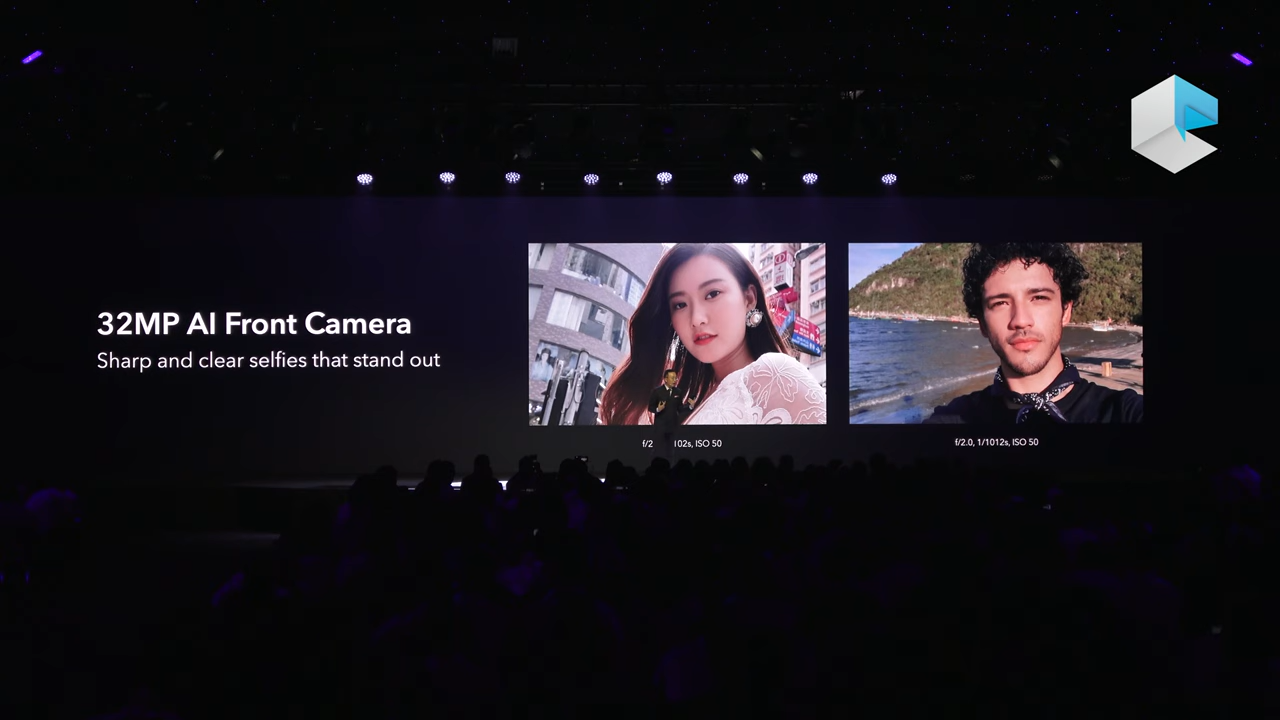 32MP AI Front Camera
Sharp and clear selfies that stand out
f/2 102s, ISO 50
f/2.0, 1/1012s, ISO 50